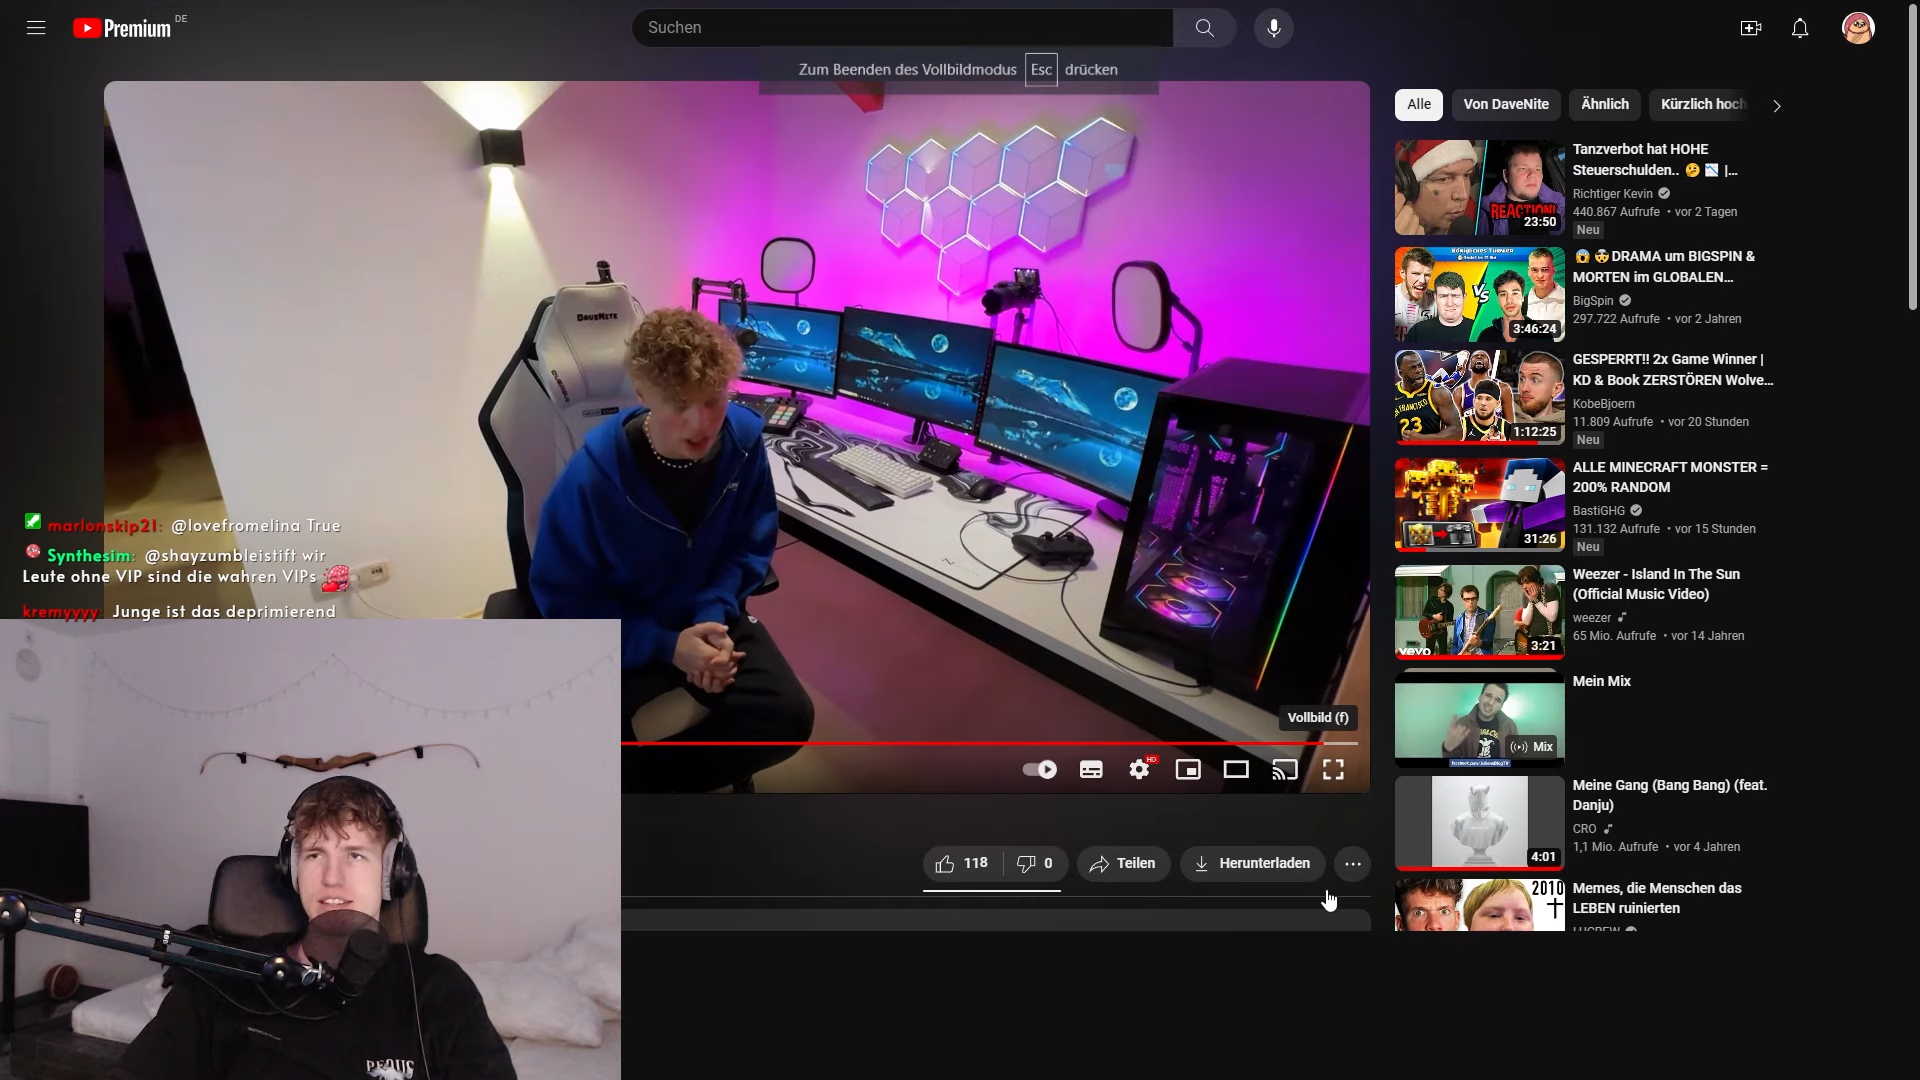 Premium DE
Suchen
Zum Beenden des Vollbildmodus Esc drücken
Alle
Von DaveNite
Ähnlich
Kürzlich hoch
DAVENITE
Tanzverbot hat HOHE
Steuerschulden.. 🤔 📉 |...
Richtiger Kevin
440.867 Aufrufe • vor 2 Tagen
Neu
REACTION!
23:50
😱 🤯DRAMA um BIGSPIN &
MORTEN im GLOBALEN...
BigSpin
297.722 Aufrufe • vor 2 Jahren
VS
3:46:24
GESPERRT!! 2x Game Winner |
KD & Book ZERSTÖREN Wolve...
KobeBjoern
11.809 Aufrufe • vor 20 Stunden
Neu
23
1:12:25
ALLE MINECRAFT MONSTER =
200% RANDOM
BastiGHG
131.132 Aufrufe • vor 15 Stunden
Neu
31:26
Weezer - Island In The Sun
(Official Music Video)
weezer
65 Mio. Aufrufe • vor 14 Jahren
vevo
3:21
Mein Mix
Mix
Meine Gang (Bang Bang) (feat.
Danju)
CRO
1,1 Mio. Aufrufe • vor 4 Jahren
4:01
Memes, die Menschen das
LEBEN ruinierten
2010
marlonskip21: @lovefromelina True
Synthesim: @shayzumbleistift wir
Leute ohne VIP sind die wahren VIPs
kremyyyy: Junge ist das deprimierend
Vollbild (f)
HD
118
0
Teilen
Herunterladen